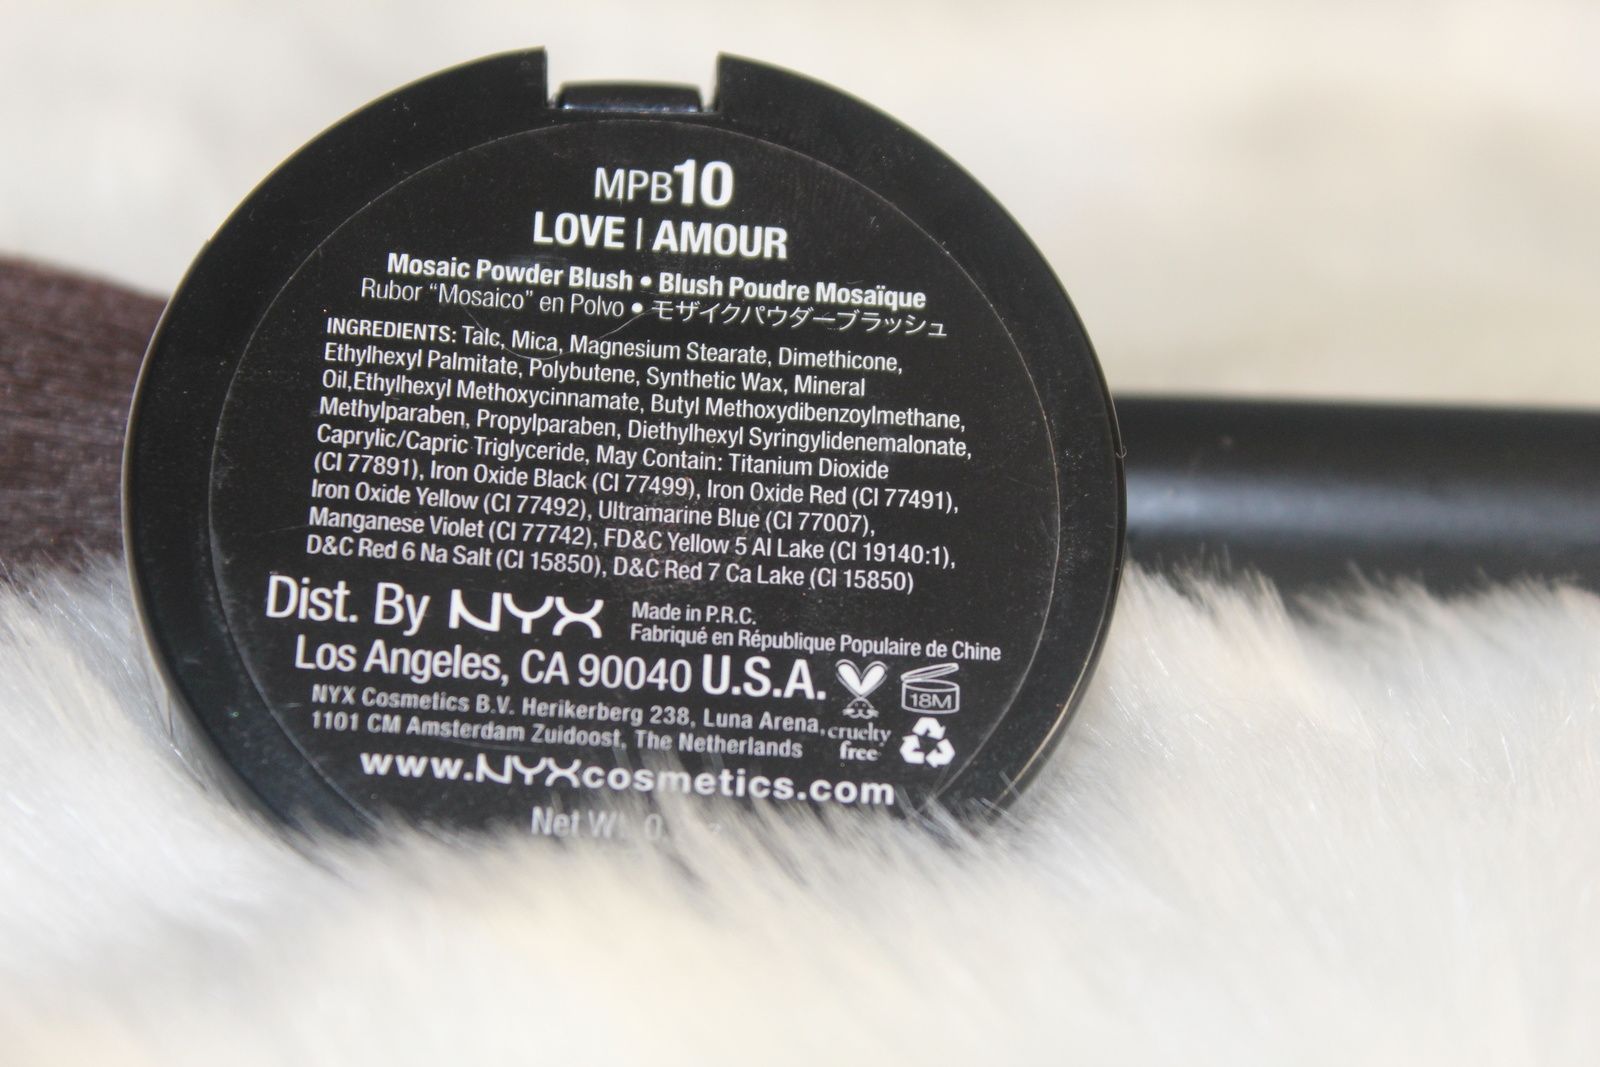 MPB10
LOVE | AMOUR
Mosaic Powder Blush • Blush Poudre Mosaïque
Rubor “Mosaico” en Polvo • モザイクパウダーブラッシュ
INGREDIENTS: Talc, Mica, Magnesium Stearate, Dimethicone,
Ethylhexyl Palmitate, Polybutene, Synthetic Wax, Mineral
Oil,Ethylhexyl Methoxycinnamate, Butyl Methoxydibenzoylmethane,
Methylparaben, Propylparaben, Diethylhexyl Syringylidenemalonate,
Caprylic/Capric Triglyceride, May Contain: Titanium Dioxide
(CI 77891), Iron Oxide Black (CI 77499), Iron Oxide Red (CI 77491),
Iron Oxide Yellow (CI 77492), Ultramarine Blue (CI 77007),
Manganese Violet (CI 77742), FD&C Yellow 5 Al Lake (CI 19140:1),
D&C Red 6 Na Salt (CI 15850), D&C Red 7 Ca Lake (CI 15850)
Dist. By NYX
Made in P.R.C.
Fabriqué en République Populaire de Chine
Los Angeles, CA 90040 U.S.A.
18M
NYX Cosmetics B.V. Herikerberg 238, Luna Arena,
1101 CM Amsterdam Zuidoost, The Netherlands
cruelty
free
www.NYXcosmetics.com
Net